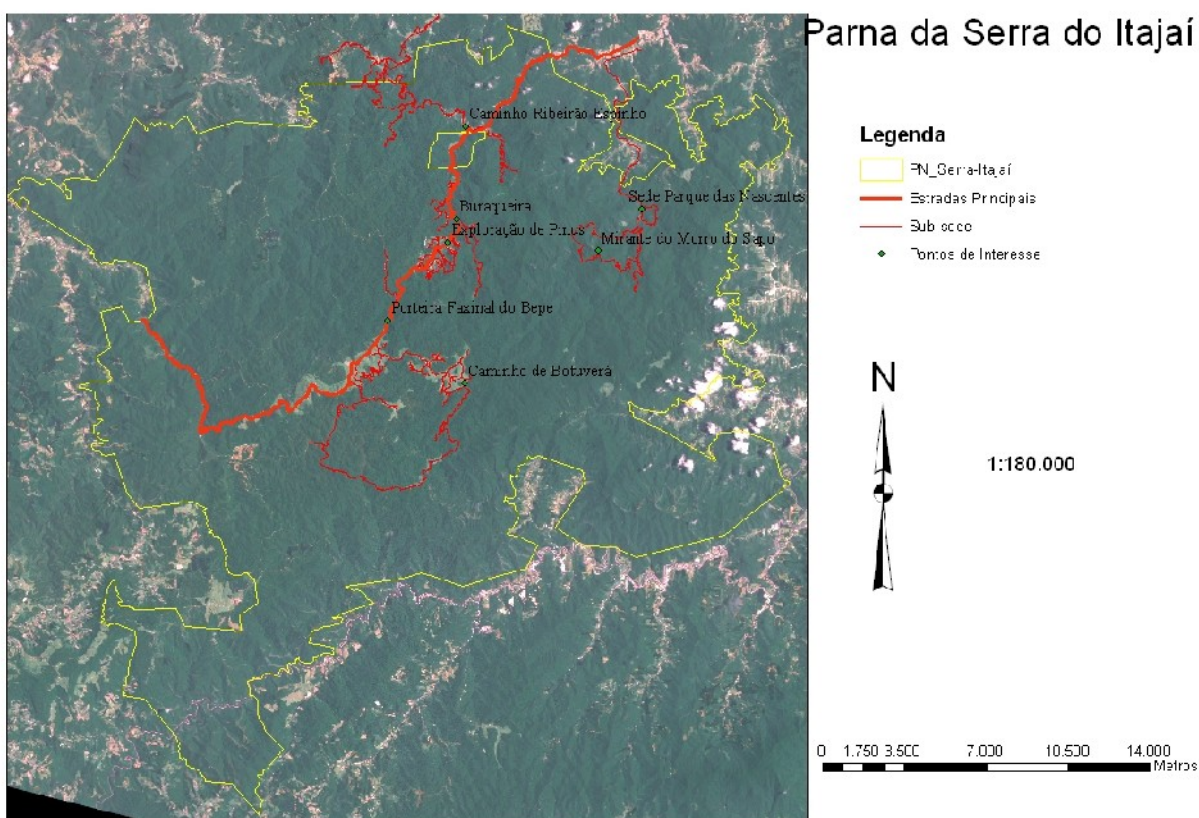 Parna da Serra do Itajaí
Legenda
PN_Serra-Itajaí
Estradas Principais
Pontos de Interesse
Caminho Ribeirão Espinho
Buraqueira
Sede Parque das Nascentes
Exploração de Pinus
Mirante do Morro do Sapo
Porteira Faxinal do Bepe
Caminho de Botuverá
N
1:180.000
0 1.750 3.500 7.000 10.500 14.000
Metros